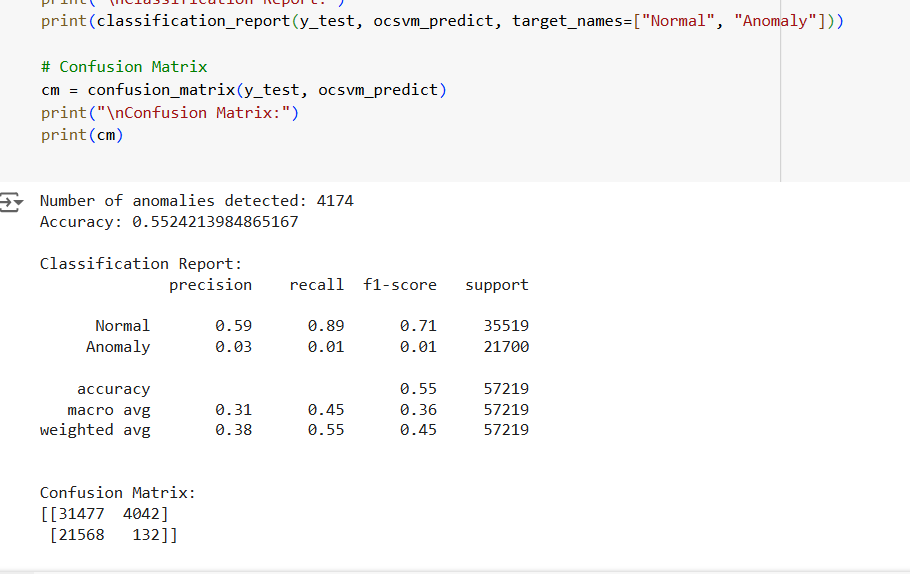 print("\nClassification Report:")
print(classification_report(y_test, ocsvm_predict, target_names=["Normal", "Anomaly"]))
# Confusion Matrix
cm = confusion_matrix(y_test, ocsvm_predict)
print("\nConfusion Matrix:")
print(cm)
Number of anomalies detected: 4174
Accuracy: 0.5524213984865167
Classification Report:
precision recall f1-score support
Normal 0.59 0.89 0.71 35519
Anomaly 0.03 0.01 0.01 21700
accuracy 0.55 57219
macro avg 0.31 0.45 0.36 57219
weighted avg 0.38 0.55 0.45 57219
Confusion Matrix:
[[31477 4042]
[21568 132]]